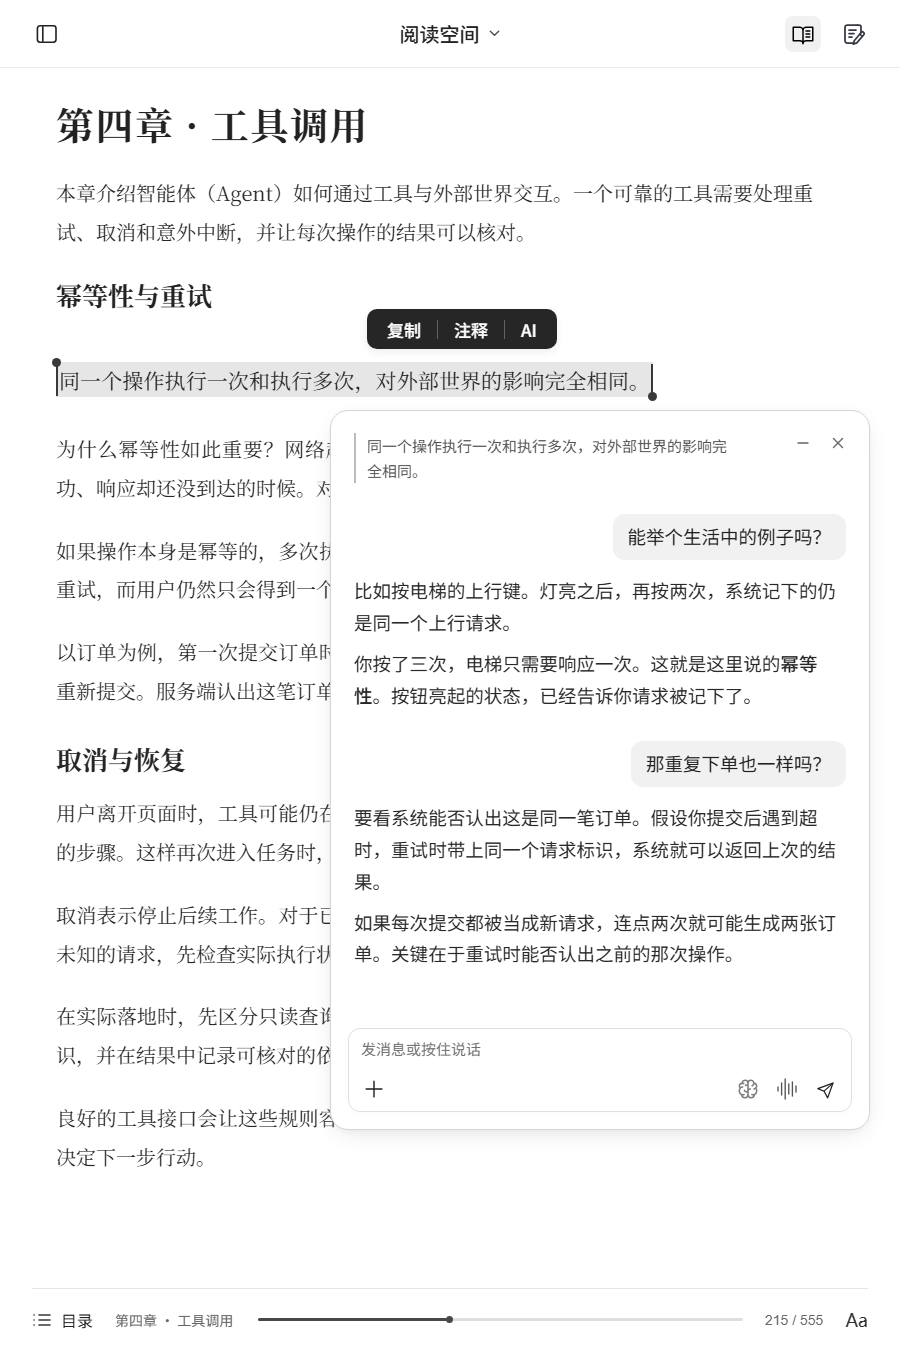 阅读空间
第四章 · 工具调用
本章介绍智能体（Agent）如何通过工具与外部世界交互。一个可靠的工具需要处理重
试、取消和意外中断，并让每次操作的结果可以核对。
幂等性与重试
复制 注释 AI
同一个操作执行一次和执行多次，对外部世界的影响完全相同。
为什么幂等性如此重要？网络
功、响应却还没到达的时候。对
如果操作本身是幂等的，多次执
重试，而用户仍然只会得到一个
以订单为例，第一次提交订单时
重新提交。服务端认出这笔订单
取消与恢复
用户离开页面时，工具可能仍在
的步骤。这样再次进入任务时，
取消表示停止后续工作。对于已
未知的请求，先检查实际执行状
在实际落地时，先区分只读查询
识，并在结果中记录可核对的依
良好的工具接口会让这些规则容
决定下一步行动。
同一个操作执行一次和执行多次，对外部世界的影响完
全相同。
能举个生活中的例子吗？
比如按电梯的上行键。灯亮之后，再按两次，系统记下的仍
是同一个上行请求。
你按了三次，电梯只需要响应一次。这就是这里说的幂等
性。按钮亮起的状态，已经告诉你请求被记下了。
那重复下单也一样吗？
要看系统能否认出这是同一笔订单。假设你提交后遇到超
时，重试时带上同一个请求标识，系统就可以返回上次的结
果。
如果每次提交都被当成新请求，连点两次就可能生成两张订
单。关键在于重试时能否认出之前的那次操作。
发消息或按住说话
目录 第四章 · 工具调用 215 / 555 Aa